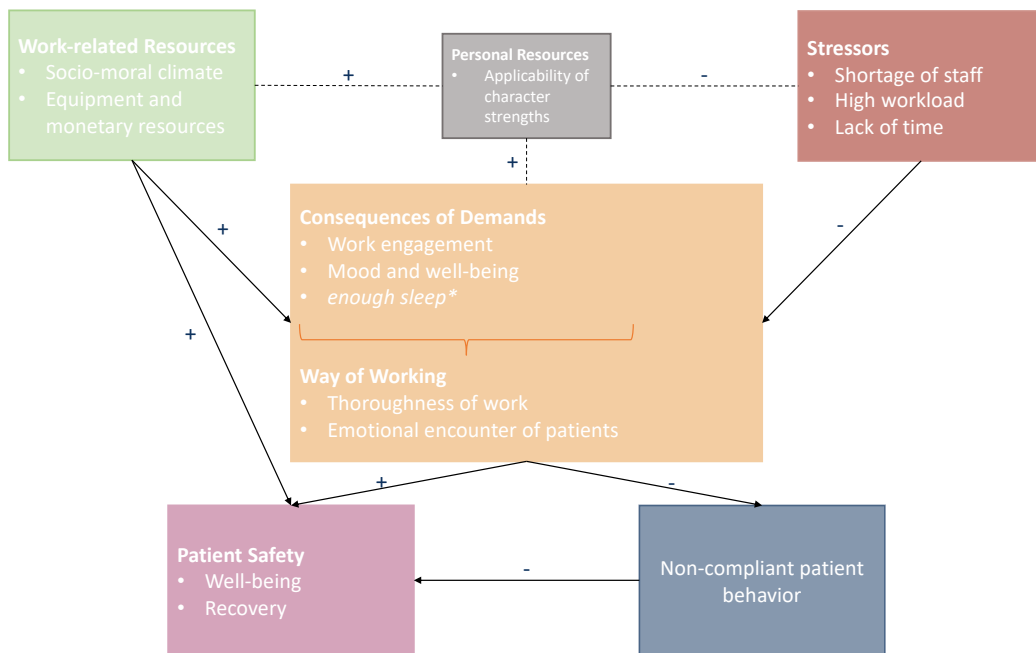 Work-related Resources
• Socio-moral climate
• Equipment and
monetary resources
+
Personal Resources
• Applicability of
character
strengths
-
Stressors
• Shortage of staff
• High workload
• Lack of time
+
+
-
Consequences of Demands
• Work engagement
• Mood and well-being
• enough sleep*
+
Way of Working
• Thoroughness of work
• Emotional encounter of patients
+
-
Patient Safety
• Well-being
• Recovery
-
Non-compliant patient
behavior